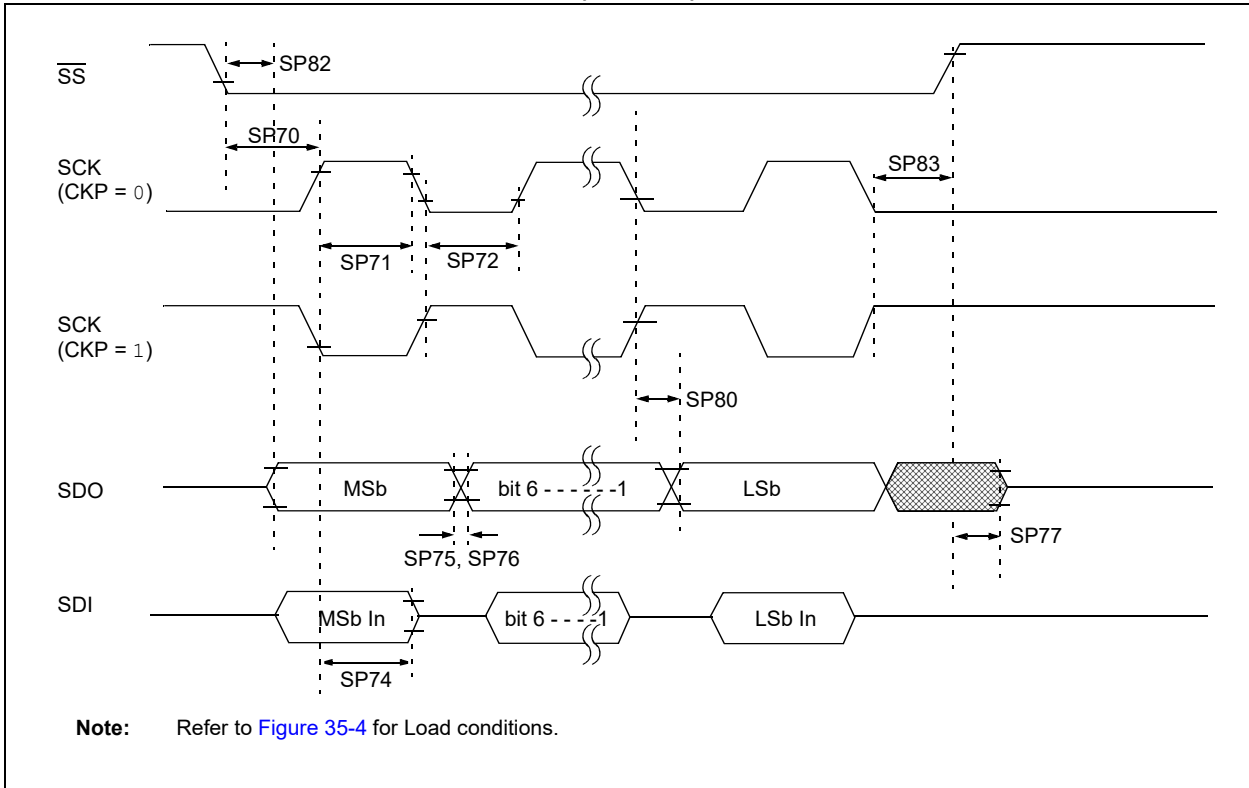 SS
SP82
SP70
SCK
(CKP = 0)
SP83
SP71
SP72
SCK
(CKP = 1)
SP80
SDO
MSb
bit 6 - - - - - -1
LSb
SP77
SP75, SP76
SDI
MSb In
bit 6 - - - -1
LSb In
SP74
Note: Refer to Figure 35-4 for Load conditions.